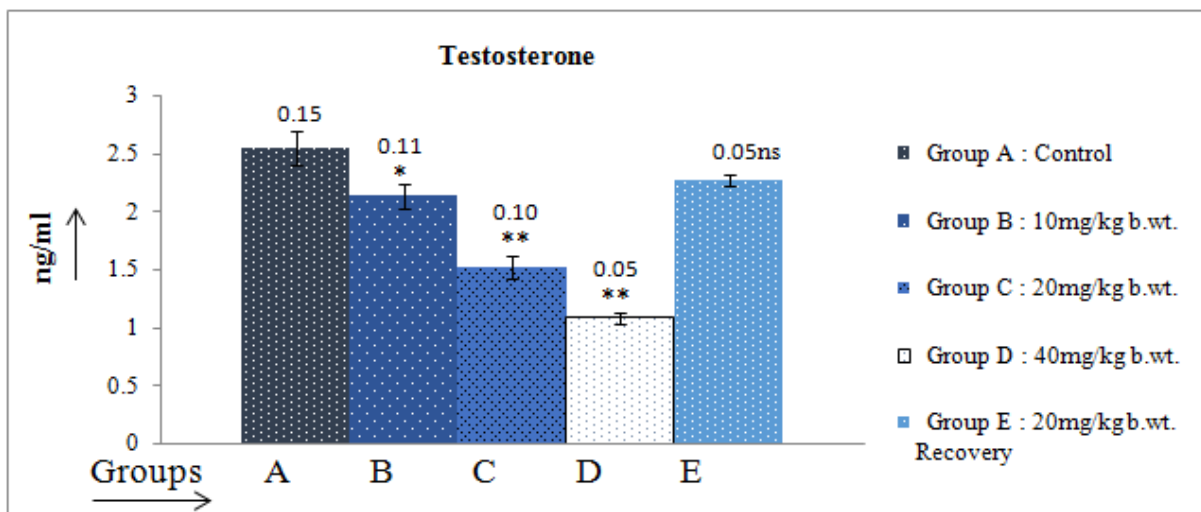 Testosterone
3
2.5
2
1.5
1
0.5
0
ng/ml
0.15
0.11
*
0.10
**
0.05
**
0.05ns
Groups A B C D E
Group A : Control
Group B : 10mg/kg b.wt.
Group C : 20mg/kg b.wt.
Group D : 40mg/kg b.wt.
Group E : 20mg/kg b.wt.
Recovery